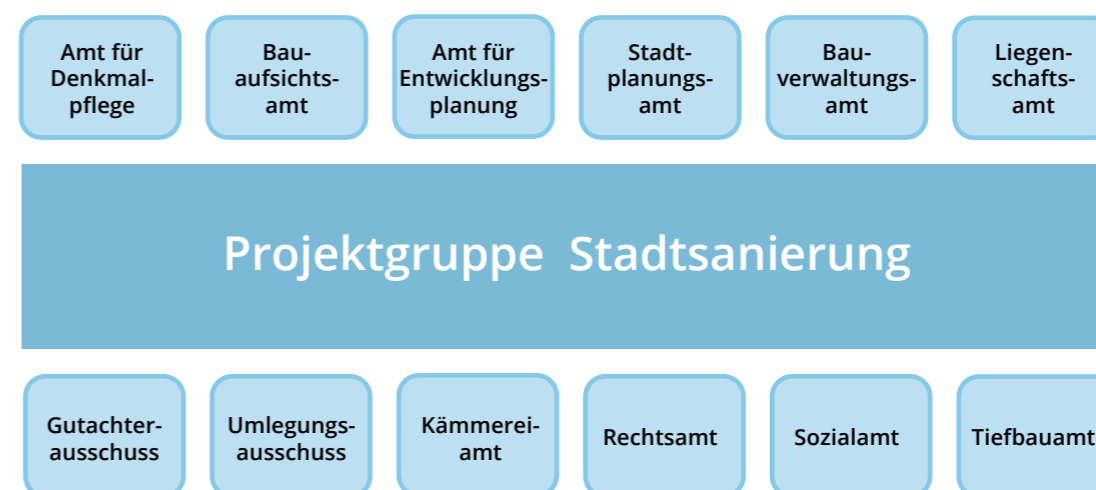 Amt für
Denkmal-
pflege
Bau-
aufsichts-
amt
Amt für
Entwicklungs-
planung
Stadt-
planungs-
amt
Bau-
verwaltungs-
amt
Liegen-
schafts-
amt
Projektgruppe Stadtsanierung
Gutachter-
ausschuss
Umlegungs-
ausschuss
Kämmerei-
amt
Rechtsamt
Sozialamt
Tiefbauamt